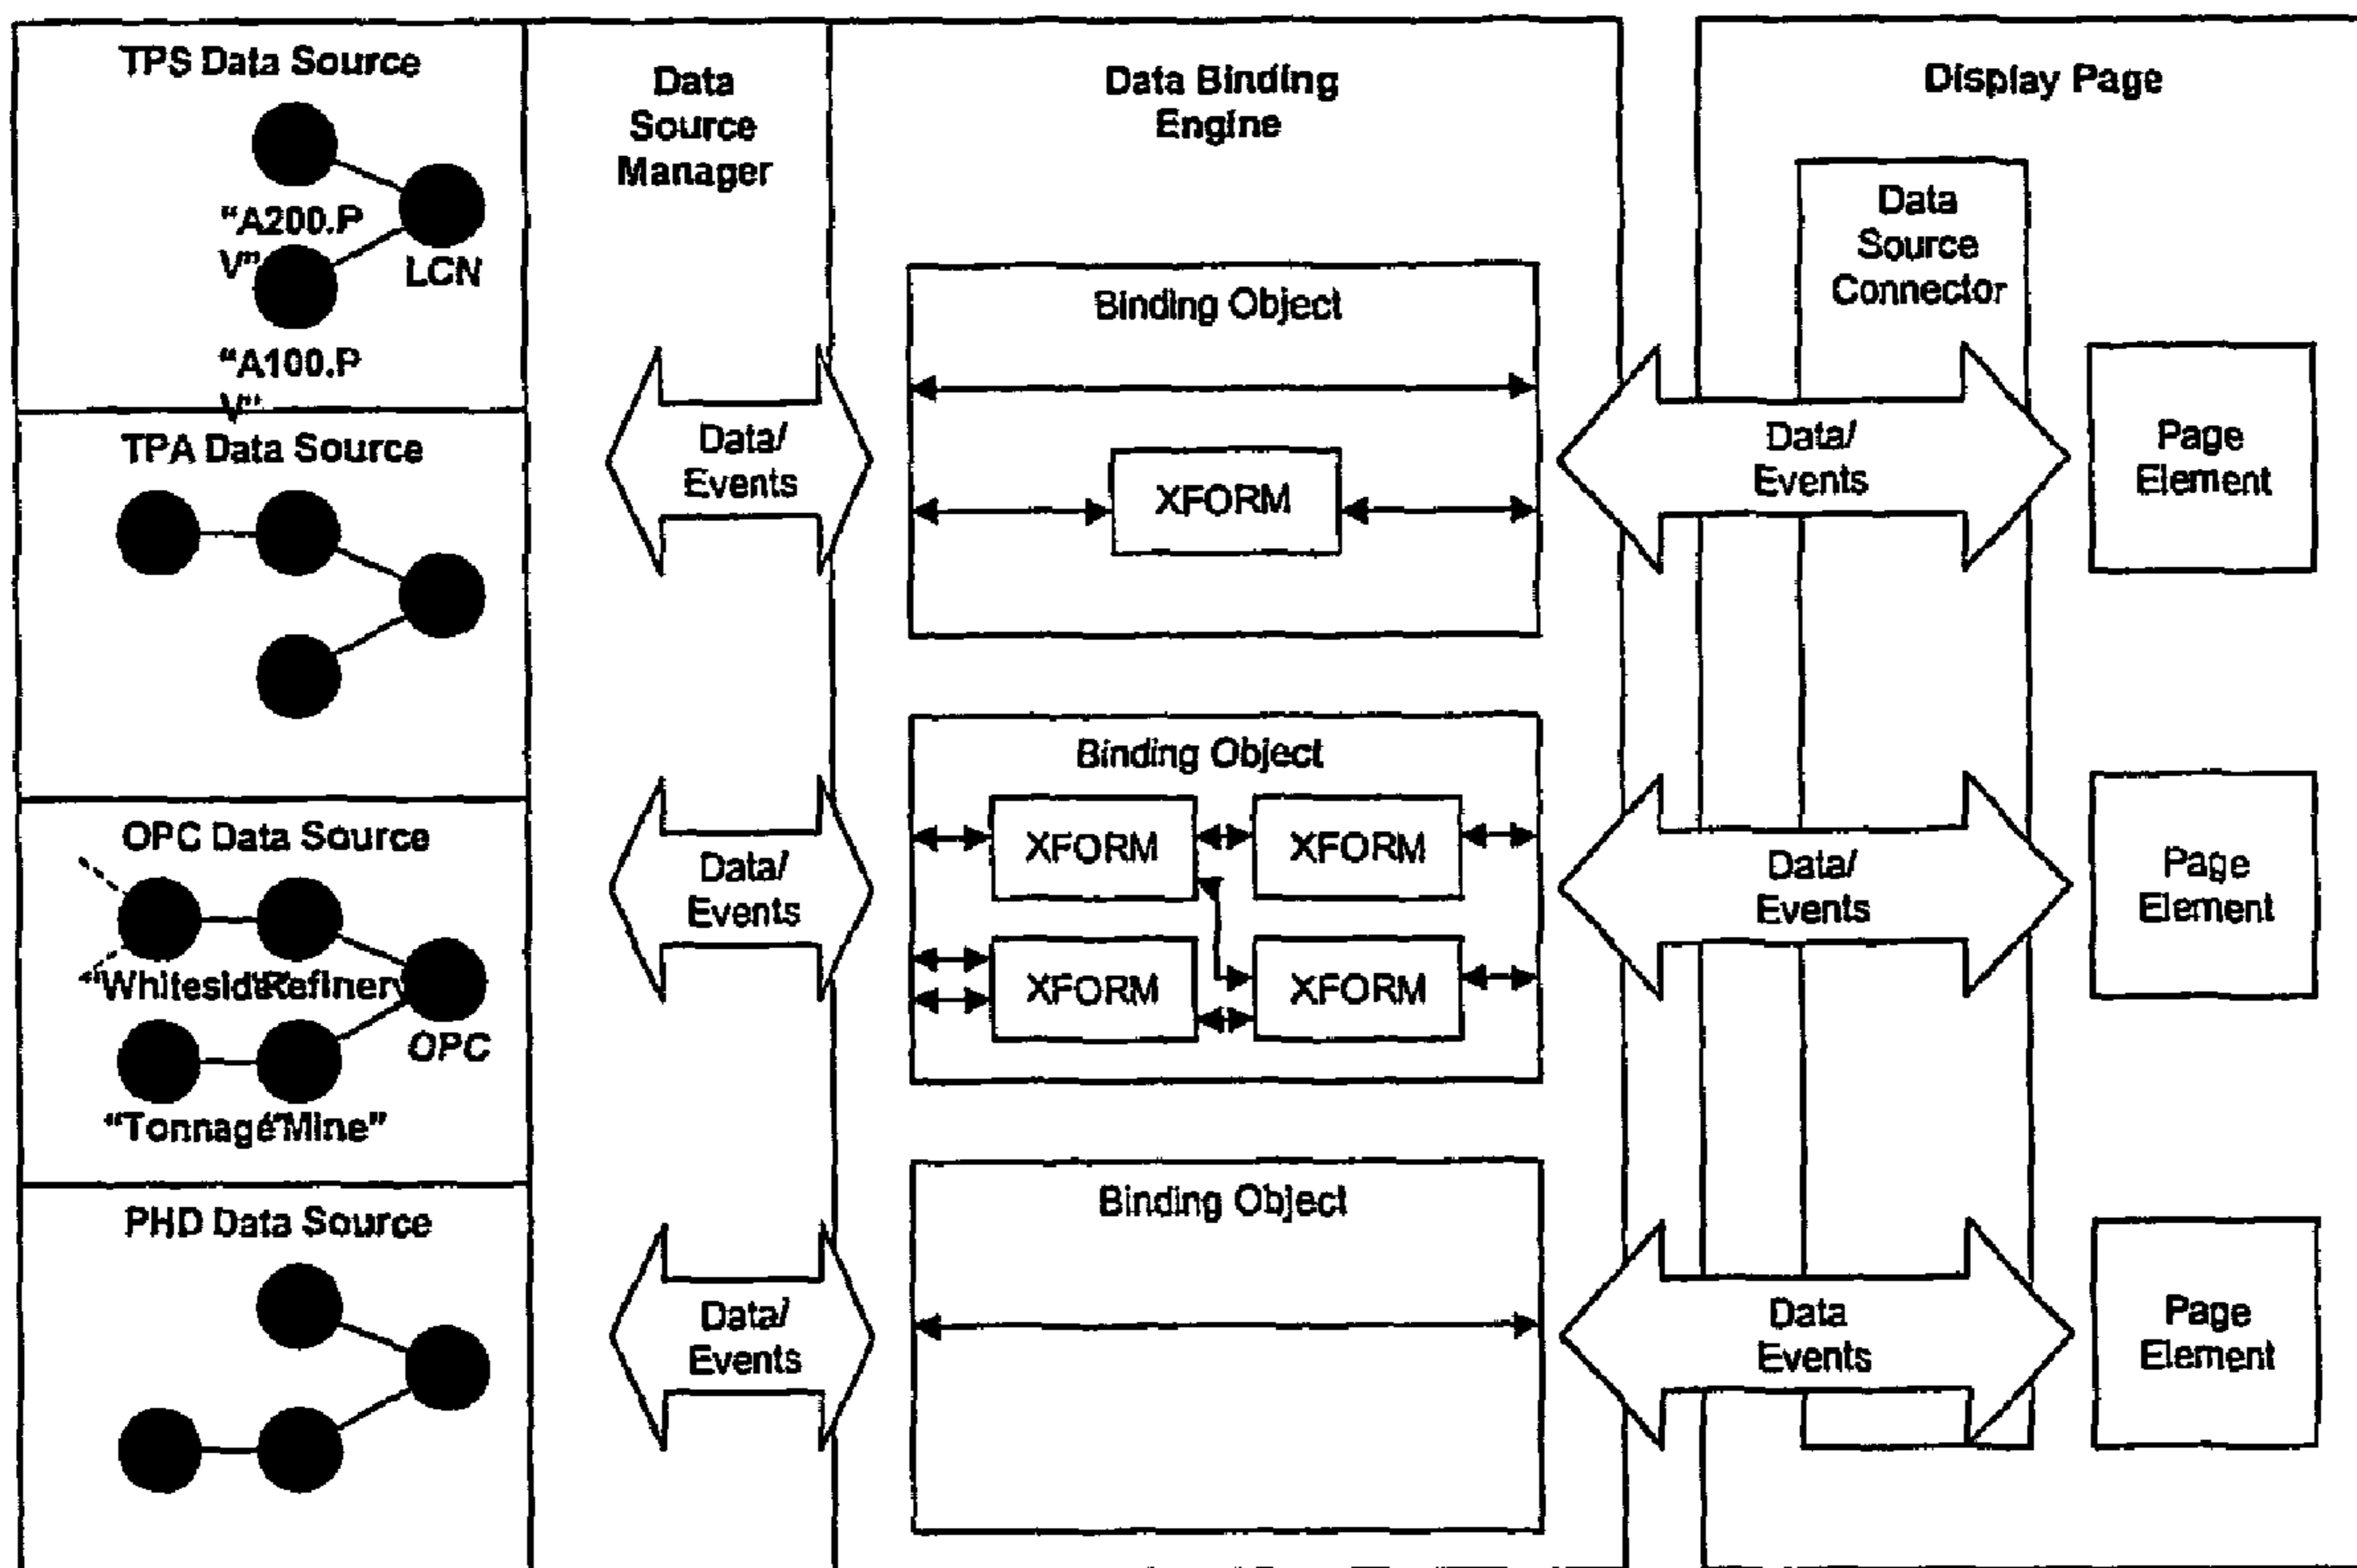 TPS Data Source
"A200.P
V"
LCN
"A100.P
V"
TPA Data Source
OPC Data Source
"Whiteside"
"Refinery
OPC
"Tonnage"
"Mine"
PHD Data Source
Data
Source
Manager
Data/
Events
Data/
Events
Data/
Events
Data Binding
Engine
Binding Object
XFORM
Binding Object
XFORM
XFORM
XFORM
XFORM
Binding Object
Display Page
Data
Source
Connector
Data/
Events
Data/
Events
Data
Events
Page
Element
Page
Element
Page
Element